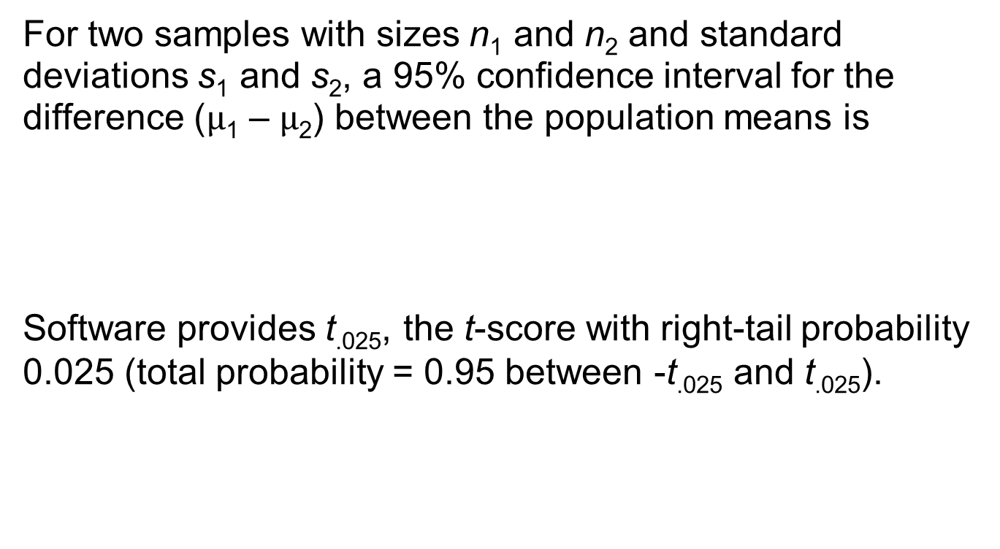 For two samples with sizes n₁ and n₂ and standard
deviations s₁ and s₂, a 95% confidence interval for the
difference (μ₁ – μ₂) between the population means is
Software provides t.₀₂₅, the t-score with right-tail probability
0.025 (total probability = 0.95 between -t.₀₂₅ and t.₀₂₅).